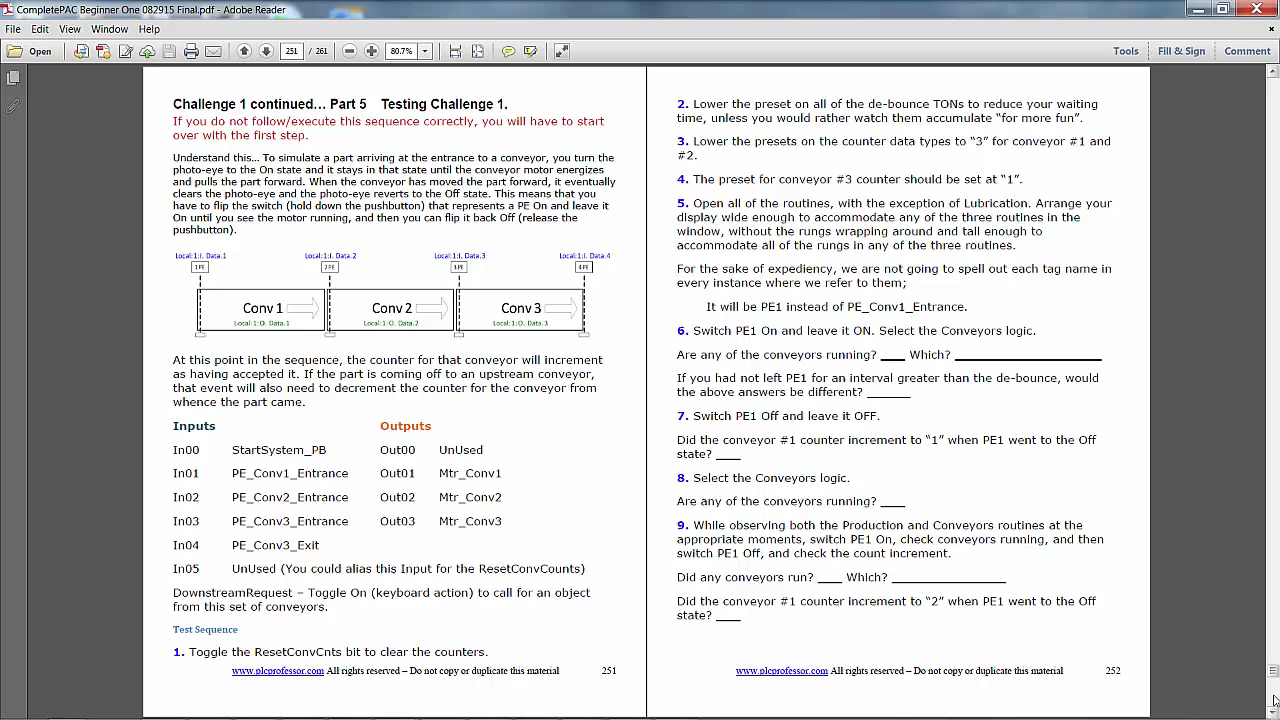 CompletePAC Beginner One 082915 Final.pdf - Adobe Reader
File Edit View Window Help
Open 251 / 261 80.7% Tools Fill & Sign Comment
Challenge 1 continued… Part 5 Testing Challenge 1.
If you do not follow/execute this sequence correctly, you will have to start
over with the first step.
Understand this… To simulate a part arriving at the entrance to a conveyor, you turn the
photo-eye to the On state and it stays in that state until the conveyor motor energizes
and pulls the part forward. When the conveyor has moved the part forward, it eventually
clears the photo-eye and the photo-eye reverts to the Off state. This means that you
have to flip the switch (hold down the pushbutton) that represents a PE On and leave it
On until you see the motor running, and then you can flip it back Off (release the
pushbutton).
Local:1:I. Data.1 Local:1:I. Data.2 Local:1:I. Data.3 Local:1:I. Data.4
1PE 2PE 3PE 4PE
Conv 1 Conv 2 Conv 3
Local:1:O. Data.1 Local:1:O. Data.2 Local:1:O. Data.3
At this point in the sequence, the counter for that conveyor will increment
as having accepted it. If the part is coming off to an upstream conveyor,
that event will also need to decrement the counter for the conveyor from
whence the part came.
Inputs Outputs
In00 StartSystem_PB Out00 UnUsed
In01 PE_Conv1_Entrance Out01 Mtr_Conv1
In02 PE_Conv2_Entrance Out02 Mtr_Conv2
In03 PE_Conv3_Entrance Out03 Mtr_Conv3
In04 PE_Conv3_Exit
In05 UnUsed (You could alias this Input for the ResetConvCounts)
DownstreamRequest – Toggle On (keyboard action) to call for an object
from this set of conveyors.
Test Sequence
1. Toggle the ResetConvCnts bit to clear the counters.
www.plcprofessor.com All rights reserved – Do not copy or duplicate this material 251
2. Lower the preset on all of the de-bounce TONs to reduce your waiting
time, unless you would rather watch them accumulate “for more fun”.
3. Lower the presets on the counter data types to “3” for conveyor #1 and
#2.
4. The preset for conveyor #3 counter should be set at “1”.
5. Open all of the routines, with the exception of Lubrication. Arrange your
display wide enough to accommodate any of the three routines in the
window, without the rungs wrapping around and tall enough to
accommodate all of the rungs in any of the three routines.
For the sake of expediency, we are not going to spell out each tag name in
every instance where we refer to them;
It will be PE1 instead of PE_Conv1_Entrance.
6. Switch PE1 On and leave it ON. Select the Conveyors logic.
Are any of the conveyors running? ____ Which? ________________________
If you had not left PE1 for an interval greater than the de-bounce, would
the above answers be different? _______
7. Switch PE1 Off and leave it OFF.
Did the conveyor #1 counter increment to “1” when PE1 went to the Off
state? ____
8. Select the Conveyors logic.
Are any of the conveyors running? ____
9. While observing both the Production and Conveyors routines at the
appropriate moments, switch PE1 On, check conveyors running, and then
switch PE1 Off, and check the count increment.
Did any conveyors run? ____ Which? ___________________
Did the conveyor #1 counter increment to “2” when PE1 went to the Off
state? ____
www.plcprofessor.com All rights reserved – Do not copy or duplicate this material 252